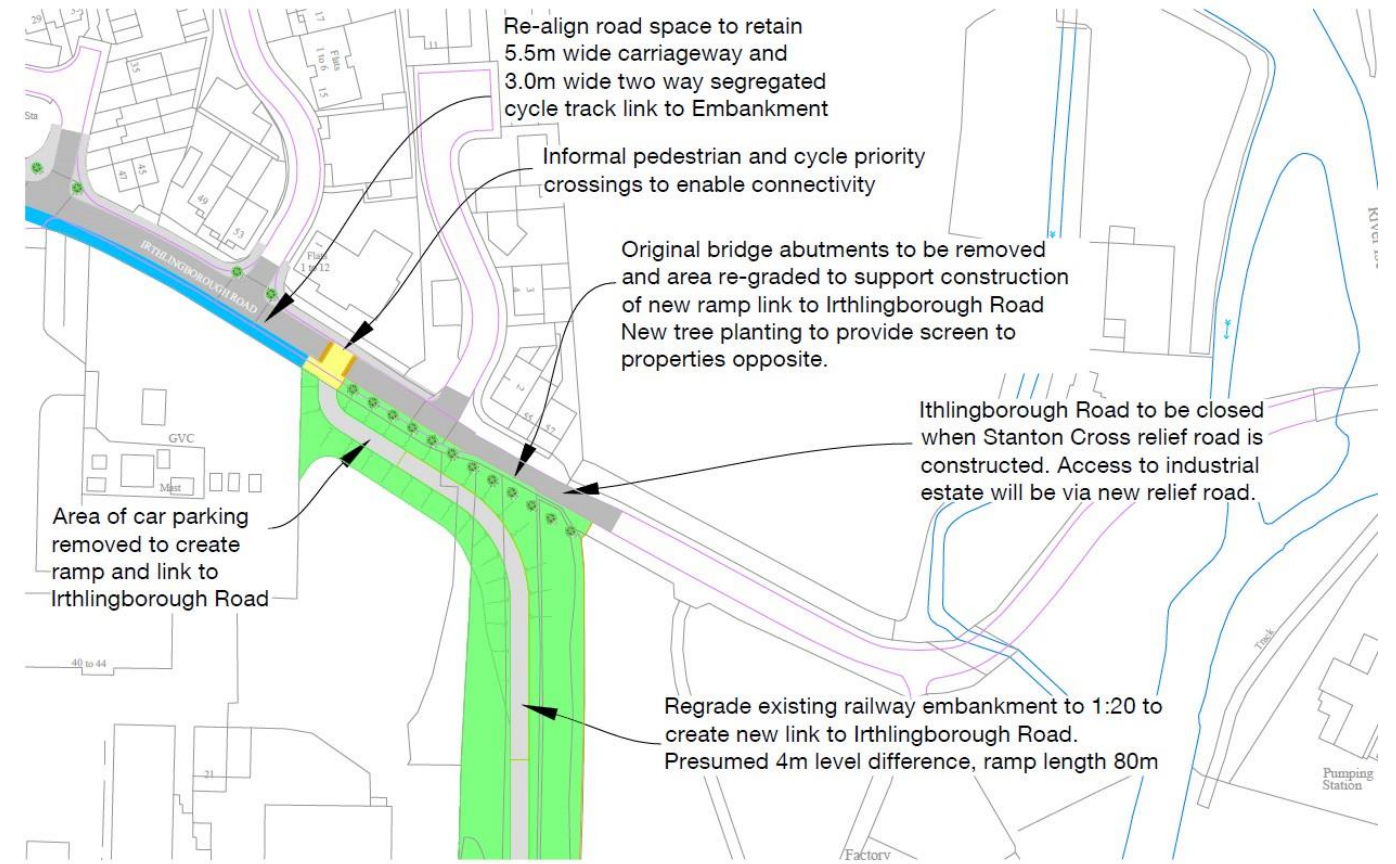 Re-align road space to retain
5.5m wide carriageway and
3.0m wide two way segregated
cycle track link to Embankment
Informal pedestrian and cycle priority
crossings to enable connectivity
Original bridge abutments to be removed
and area re-graded to support construction
of new ramp link to Irthlingborough Road
New tree planting to provide screen to
properties opposite.
Ithlingborough Road to be closed
when Stanton Cross relief road is
constructed. Access to industrial
estate will be via new relief road.
Area of car parking
removed to create
ramp and link to
Irthlingborough Road
Regrade existing railway embankment to 1:20 to
create new link to Irthlingborough Road.
Presumed 4m level difference, ramp length 80m
29
17
Flats
1 to 6
15
11
35
Sta
47
45
49
53
IRTHLINGBOROUGH ROAD
1
Flats
1 to 12
4
3
1
2
55
57
GVC
Mast
40 to 44
21
River
Track
Pumping
Station
Factory